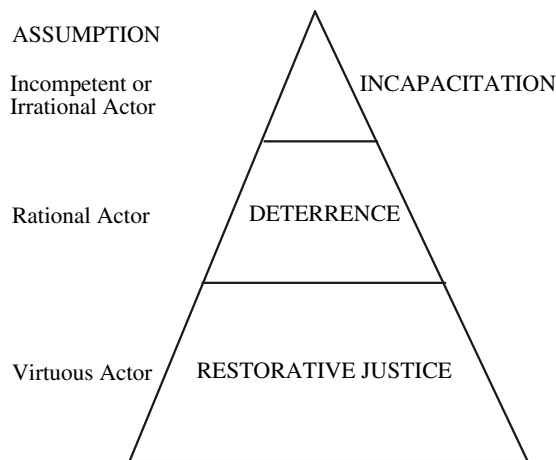 ASSUMPTION
Incompetent or
Irrational Actor
INCAPACITATION
Rational Actor
DETERRENCE
Virtuous Actor
RESTORATIVE JUSTICE